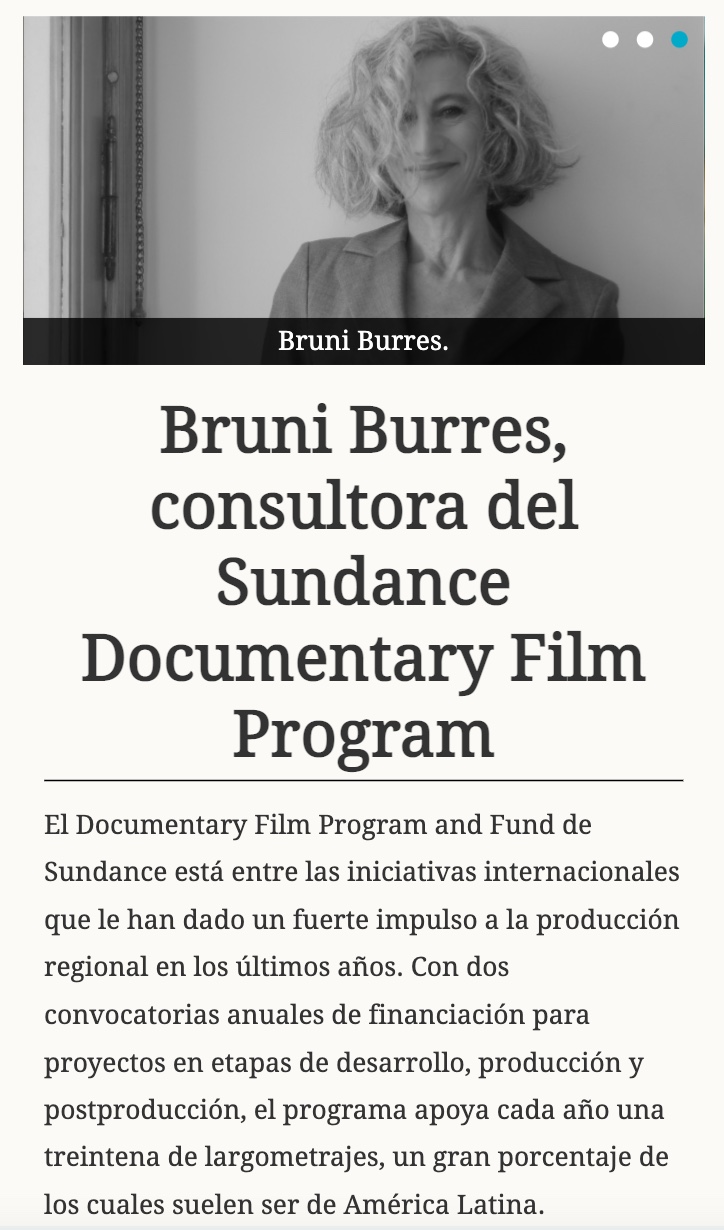 Bruni Burres.
Bruni Burres,
consultora del
Sundance
Documentary Film
Program
El Documentary Film Program and Fund de
Sundance está entre las iniciativas internacionales
que le han dado un fuerte impulso a la producción
regional en los últimos años. Con dos
convocatorias anuales de financiación para
proyectos en etapas de desarrollo, producción y
postproducción, el programa apoya cada año una
treintena de largometrajes, un gran porcentaje de
los cuales suelen ser de América Latina.